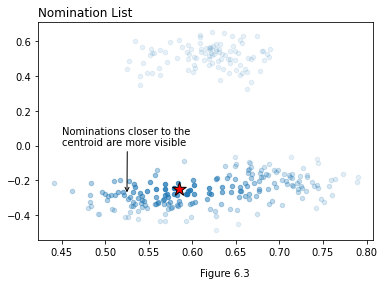 Nomination List
0.6
0.4
0.2
0.0
−0.2
−0.4
Nominations closer to the
centroid are more visible
0.45 0.50 0.55 0.60 0.65 0.70 0.75 0.80
Figure 6.3